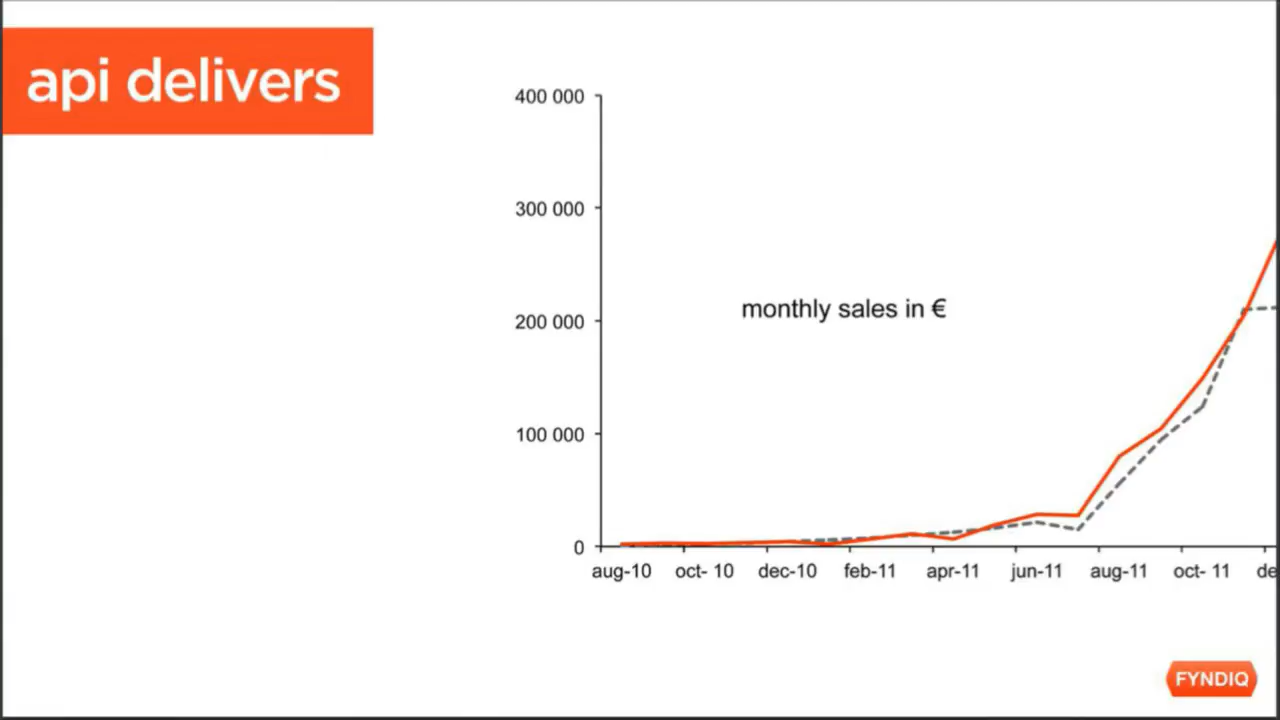 api delivers
400 000
300 000
monthly sales in €
200 000
100 000
0
aug-10 oct- 10 dec-10 feb-11 apr-11 jun-11 aug-11 oct- 11 de
FYNDIQ